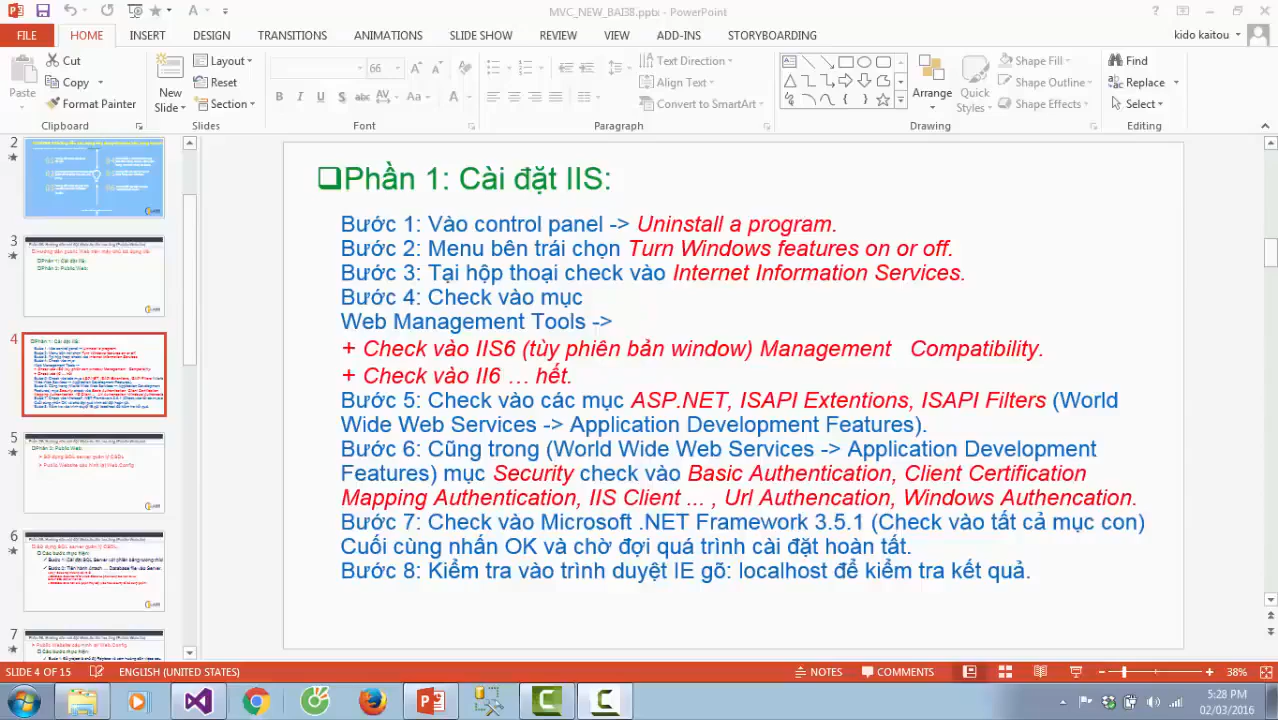 MVC_NEW_BAI38.pptx - PowerPoint
FILE HOME INSERT DESIGN TRANSITIONS ANIMATIONS SLIDE SHOW REVIEW VIEW ADD-INS STORYBOARDING kido kaitou
Paste Cut Copy Format Painter
New Slide Layout Reset Section
66
B I U S abc AV Aa A
Text Direction Align Text Convert to SmartArt
Arrange Quick Styles Shape Fill Shape Outline Shape Effects
Find Replace Select
Clipboard Slides Font Paragraph Drawing Editing
2
3
4
5
6
7
Phần 1: Cài đặt IIS:
Bước 1: Vào control panel -> Uninstall a program.
Bước 2: Menu bên trái chọn Turn Windows features on or off.
Bước 3: Tại hộp thoại check vào Internet Information Services.
Bước 4: Check vào mục
Web Management Tools ->
+ Check vào IIS6 (tùy phiên bản window) Management Compatibility.
+ Check vào II6 … hết.
Bước 5: Check vào các mục ASP.NET, ISAPI Extentions, ISAPI Filters (World
Wide Web Services -> Application Development Features).
Bước 6: Cũng trong (World Wide Web Services -> Application Development
Features) mục Security check vào Basic Authentication, Client Certification
Mapping Authentication, IIS Client ... , Url Authencation, Windows Authencation.
Bước 7: Check vào Microsoft .NET Framework 3.5.1 (Check vào tất cả mục con)
Cuối cùng nhấn OK và chờ đợi quá trình cài đặt hoàn tất.
Bước 8: Kiểm tra vào trình duyệt IE gõ: localhost để kiểm tra kết quả.
SLIDE 4 OF 15 ENGLISH (UNITED STATES) NOTES COMMENTS 38%
5:28 PM
02/03/2016